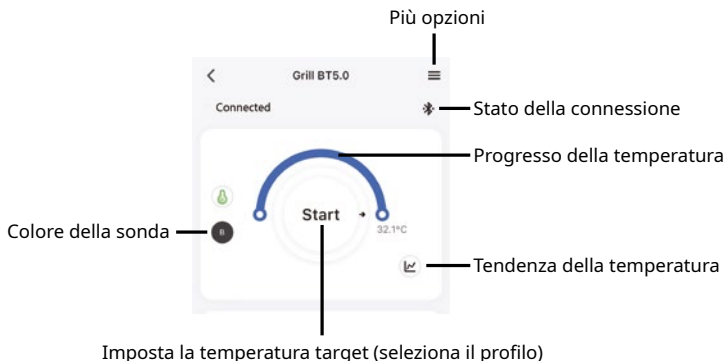 Più opzioni
Grill BT5.0
Connected
Stato della connessione
Progresso della temperatura
Start
32.1°C
B
Colore della sonda
Tendenza della temperatura
Imposta la temperatura target (seleziona il profilo)